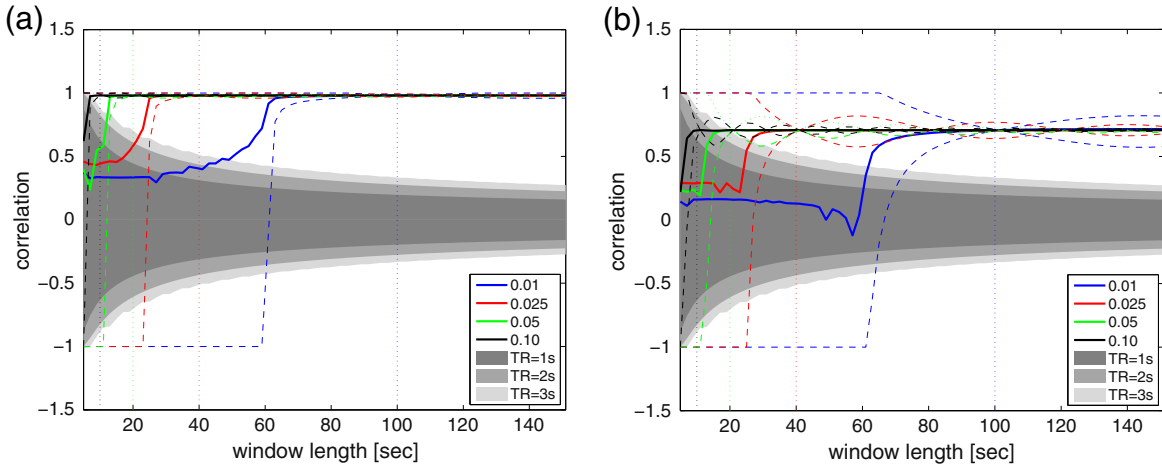 (a)
1.5
1
0.5
0
−0.5
−1
−1.5
correlation
20 40 60 80 100 120 140
window length [sec]
0.01
0.025
0.05
0.10
TR=1s
TR=2s
TR=3s
(b)
1.5
1
0.5
0
−0.5
−1
−1.5
correlation
20 40 60 80 100 120 140
window length [sec]
0.01
0.025
0.05
0.10
TR=1s
TR=2s
TR=3s